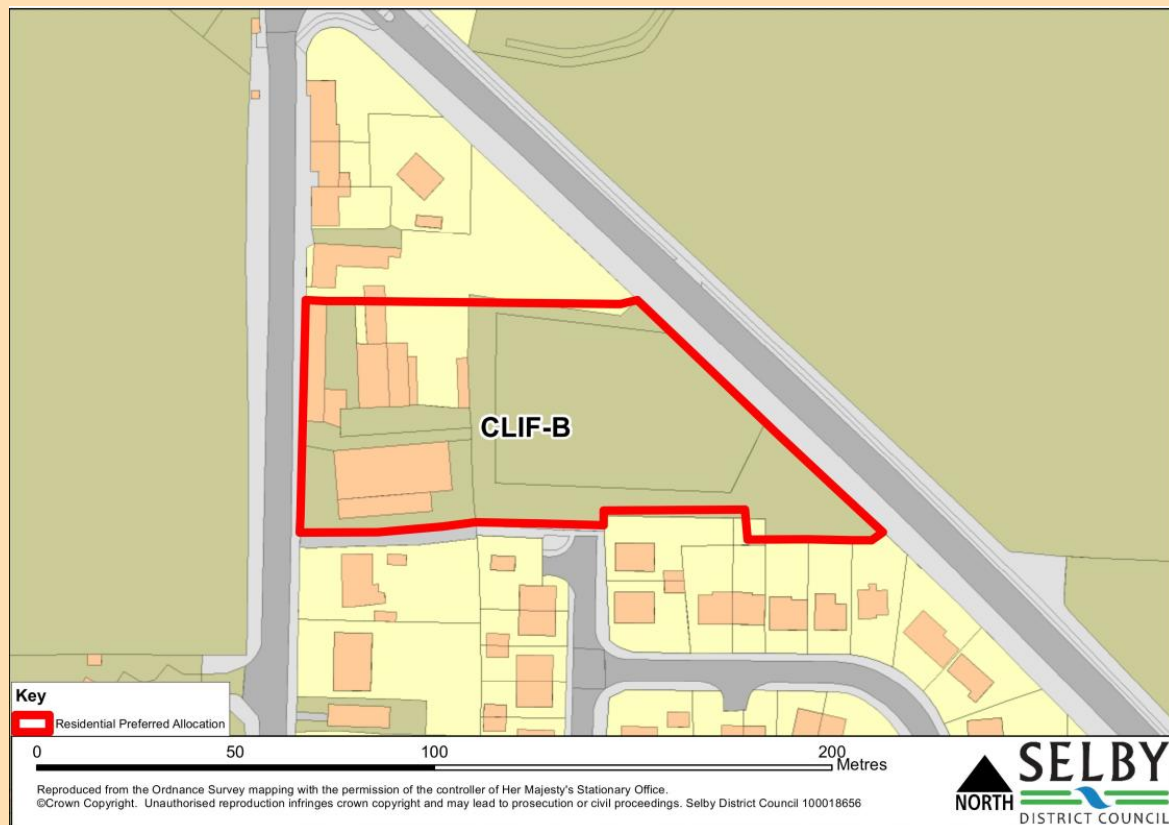 CLIF-B
Key
Residential Preferred Allocation
0 50 100 200
Metres
Reproduced from the Ordnance Survey mapping with the permission of the controller of Her Majesty's Stationary Office.
©Crown Copyright. Unauthorised reproduction infringes crown copyright and may lead to prosecution or civil proceedings. Selby District Council 100018656
NORTH
SELBY
DISTRICT COUNCIL